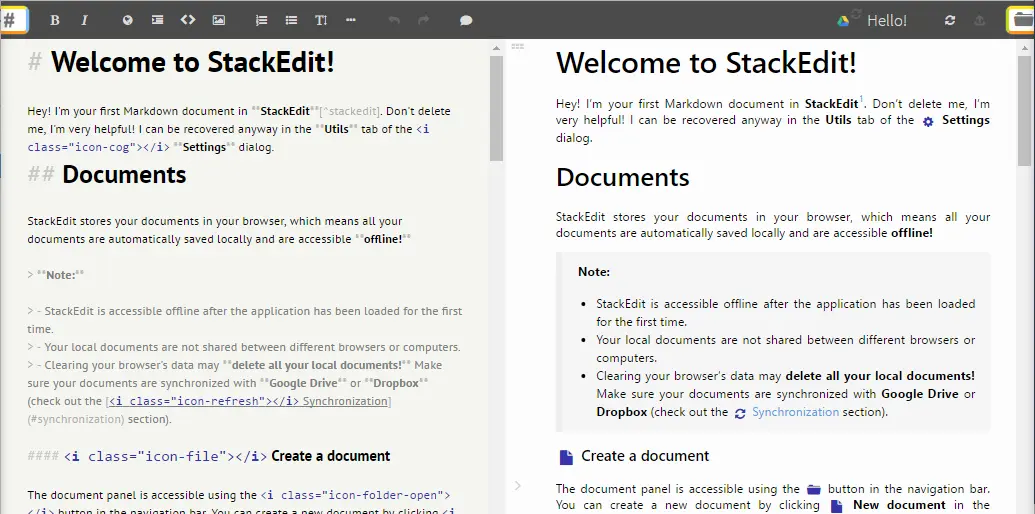 #
B I
Hello!
# Welcome to StackEdit!
Hey! I'm your first Markdown document in **StackEdit**[^stackedit]. Don't delete
me, I'm very helpful! I can be recovered anyway in the **Utils** tab of the <i
class="icon-cog"></i> **Settings** dialog.
## Documents
StackEdit stores your documents in your browser, which means all your
documents are automatically saved locally and are accessible **offline!**
> **Note:**
> - StackEdit is accessible offline after the application has been loaded for the first
time.
> - Your local documents are not shared between different browsers or computers.
> - Clearing your browser's data may **delete all your local documents!** Make
sure your documents are synchronized with **Google Drive** or **Dropbox**
(check out the [<i class="icon-refresh"></i> Synchronization]
(#synchronization) section).
#### <i class="icon-file"></i> Create a document
The document panel is accessible using the <i class="icon-folder-open">
</i> button in the navigation bar. You can create a new document by clicking <i
Welcome to StackEdit!
Hey! I'm your first Markdown document in StackEdit1. Don't delete me, I'm
very helpful! I can be recovered anyway in the Utils tab of the Settings
dialog.
Documents
StackEdit stores your documents in your browser, which means all your
documents are automatically saved locally and are accessible offline!
Note:
• StackEdit is accessible offline after the application has been loaded
for the first time.
• Your local documents are not shared between different browsers or
computers.
• Clearing your browser's data may delete all your local documents!
Make sure your documents are synchronized with Google Drive or
Dropbox (check out the Synchronization section).
Create a document
The document panel is accessible using the button in the navigation bar.
You can create a new document by clicking New document in the